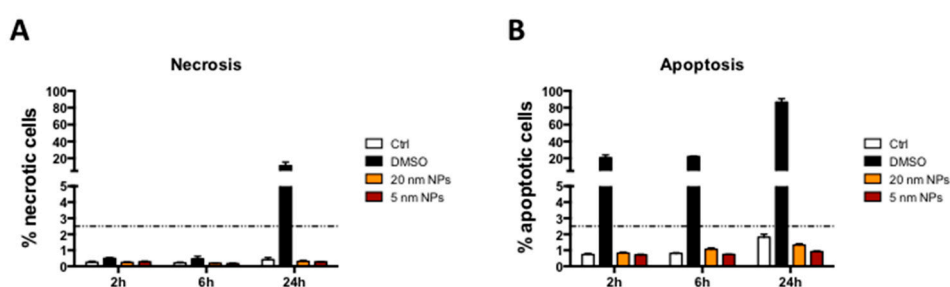 A
Necrosis
% necrotic cells
100
80
60
40
20
5
4
3
2
1
0
2h
6h
24h
Ctrl
DMSO
20 nm NPs
5 nm NPs
B
Apoptosis
% apoptotic cells
100
80
60
40
20
5
4
3
2
1
0
2h
6h
24h
Ctrl
DMSO
20 nm NPs
5 nm NPs